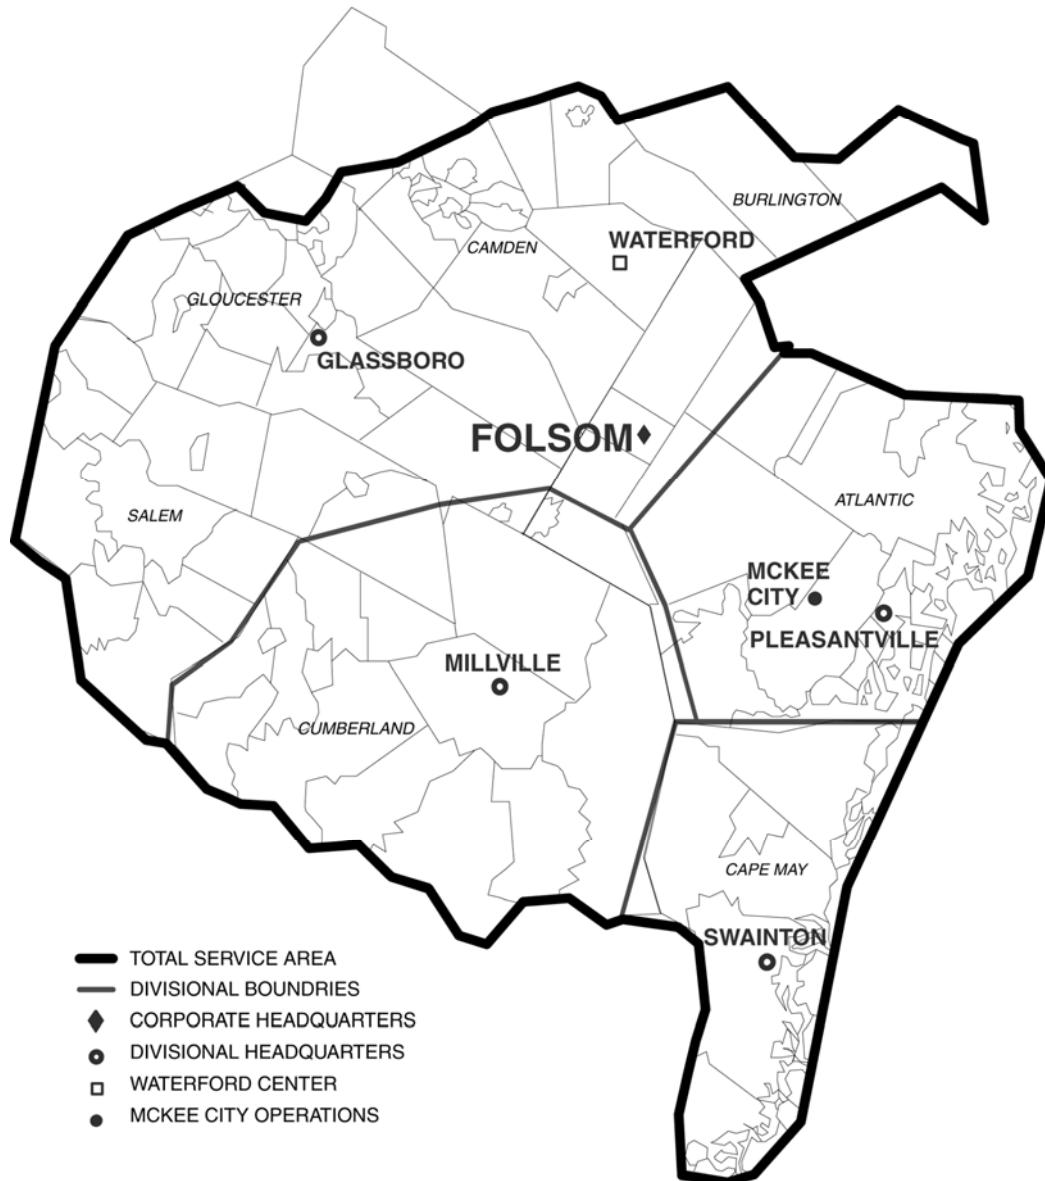 BURLINGTON
WATERFORD
CAMDEN
GLOUCESTER
GLASSBORO
FOLSOM
ATLANTIC
SALEM
MCKEE
CITY
PLEASANTVILLE
MILLVILLE
CUMBERLAND
CAPE MAY
SWAINTON
TOTAL SERVICE AREA
DIVISIONAL BOUNDRIES
CORPORATE HEADQUARTERS
DIVISIONAL HEADQUARTERS
WATERFORD CENTER
MCKEE CITY OPERATIONS